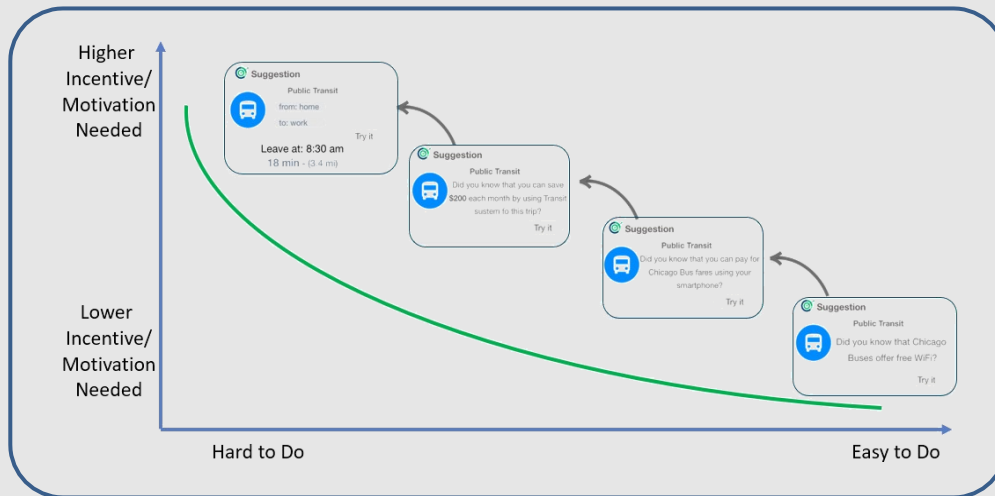 Higher
Incentive/
Motivation
Needed
Suggestion
Public Transit
from: home
to: work
Try it
Leave at: 8:30 am
18 min - (3.4 mi)
Suggestion
Public Transit
Did you know that you can save
$200 each month by using Transit
sustem to this trip?
Try it
Suggestion
Public Transit
Did you know that you can pay for
Chicago Bus fares using your
smartphone?
Try it
Suggestion
Public Transit
Did you know that Chicago
Buses offer free WiFi?
Try it
Lower
Incentive/
Motivation
Needed
Hard to Do
Easy to Do